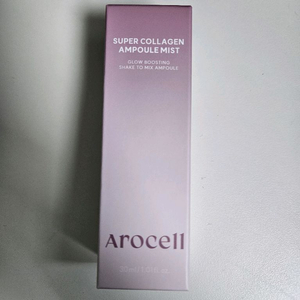 SUPER COLLAGEN
AMPOULE MIST
GLOW BOOSTING
SHAKE TO MIX AMPOULE
Arocell